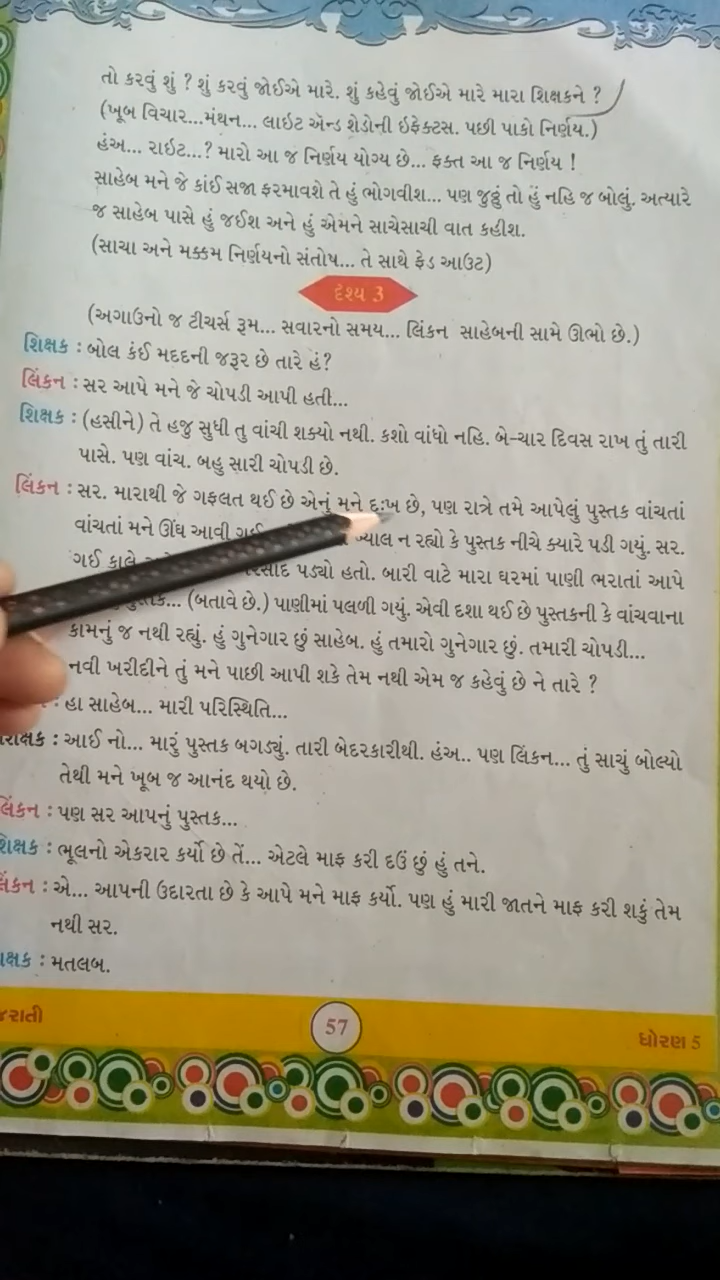 તો કરવું શું ? શું કરવું જોઈએ મારે. શું કહેવું જોઈએ મારે મારા શિક્ષકને ?
(ખૂબ વિચાર...મંથન... લાઇટ ઍન્ડ શેડોની ઇફેક્ટસ. પછી પાકો નિર્ણય.)
હંઅ... રાઇટ...? મારો આ જ નિર્ણય યોગ્ય છે... ફક્ત આ જ નિર્ણય !
સાહેબ મને જે કાંઈ સજા ફરમાવશે તે હું ભોગવીશ... પણ જુઠ્ઠું તો હું નહિ જ બોલું. અત્યારે
જ સાહેબ પાસે હું જઈશ અને હું એમને સાચેસાચી વાત કહીશ.
(સાચા અને મક્કમ નિર્ણયનો સંતોષ... તે સાથે ફેડ આઉટ)
દૃશ્ય 3
(અગાઉનો જ ટીચર્સ રૂમ... સવારનો સમય... લિંકન સાહેબની સામે ઊભો છે.)
શિક્ષક : બોલ કંઈ મદદની જરૂર છે તારે હં?
લિંકન : સર આપે મને જે ચોપડી આપી હતી...
શિક્ષક : (હસીને) તે હજુ સુધી તુ વાંચી શક્યો નથી. કશો વાંધો નહિ. બે-ચાર દિવસ રાખ તું તારી
પાસે. પણ વાંચ. બહુ સારી ચોપડી છે.
લિંકન : સર. મારાથી જે ગફલત થઈ છે એનું મને દુઃખ છે, પણ રાત્રે તમે આપેલું પુસ્તક વાંચતાં
વાંચતાં મને ઊંઘ આવી ન રહ્યો કે પુસ્તક નીચે ક્યારે પડી ગયું. સર.
ગઈ કાલે પડ્યો હતો. બારી વાટે મારા ઘરમાં પાણી ભરાતાં આપે
(બતાવે છે.) પાણીમાં પલળી ગયું. એવી દશા થઈ છે પુસ્તકની કે વાંચવાના
કામનું જ નથી રહ્યું. હું ગુનેગાર છું સાહેબ. હું તમારો ગુનેગાર છું. તમારી ચોપડી...
નવી ખરીદીને તું મને પાછી આપી શકે તેમ નથી એમ જ કહેવું છે ને તારે ?
: હા સાહેબ... મારી પરિસ્થિતિ...
શિક્ષક : આઈ નો... મારું પુસ્તક બગડ્યું. તારી બેદરકારીથી. હંઅ.. પણ લિંકન... તું સાચું બોલ્યો
તેથી મને ખૂબ જ આનંદ થયો છે.
લિંકન : પણ સર આપનું પુસ્તક...
શિક્ષક : ભૂલનો એકરાર કર્યો છે તેં... એટલે માફ કરી દઉં છું હું તને.
લિંકન : એ... આપની ઉદારતા છે કે આપે મને માફ કર્યો. પણ હું મારી જાતને માફ કરી શકું તેમ
નથી સર.
શિક્ષક : મતલબ.
57
ધોરણ 5